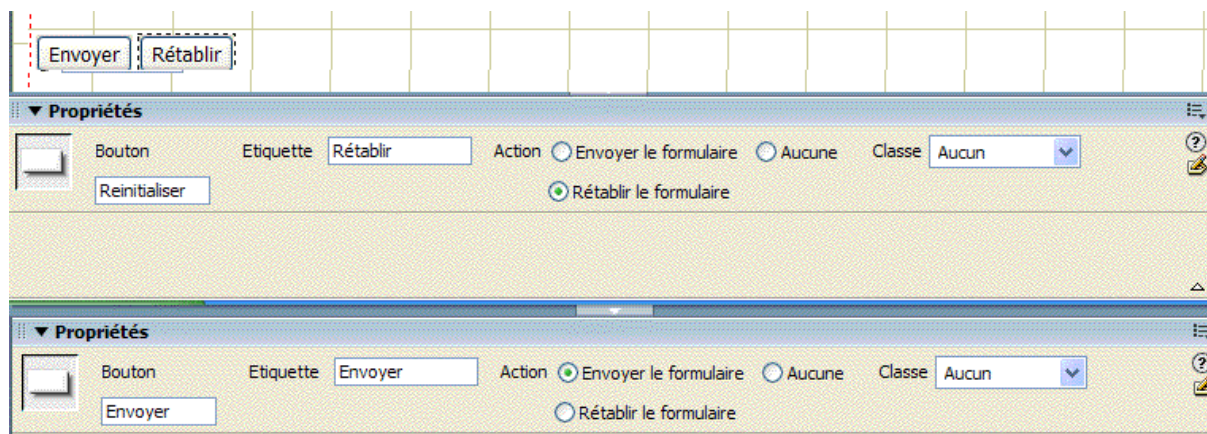 Envoyer Rétablir
Propriétés
Bouton Etiquette Rétablir Action Envoyer le formulaire Aucune Classe Aucun
Reinitialiser Rétablir le formulaire
Propriétés
Bouton Etiquette Envoyer Action Envoyer le formulaire Aucune Classe Aucun
Envoyer Rétablir le formulaire